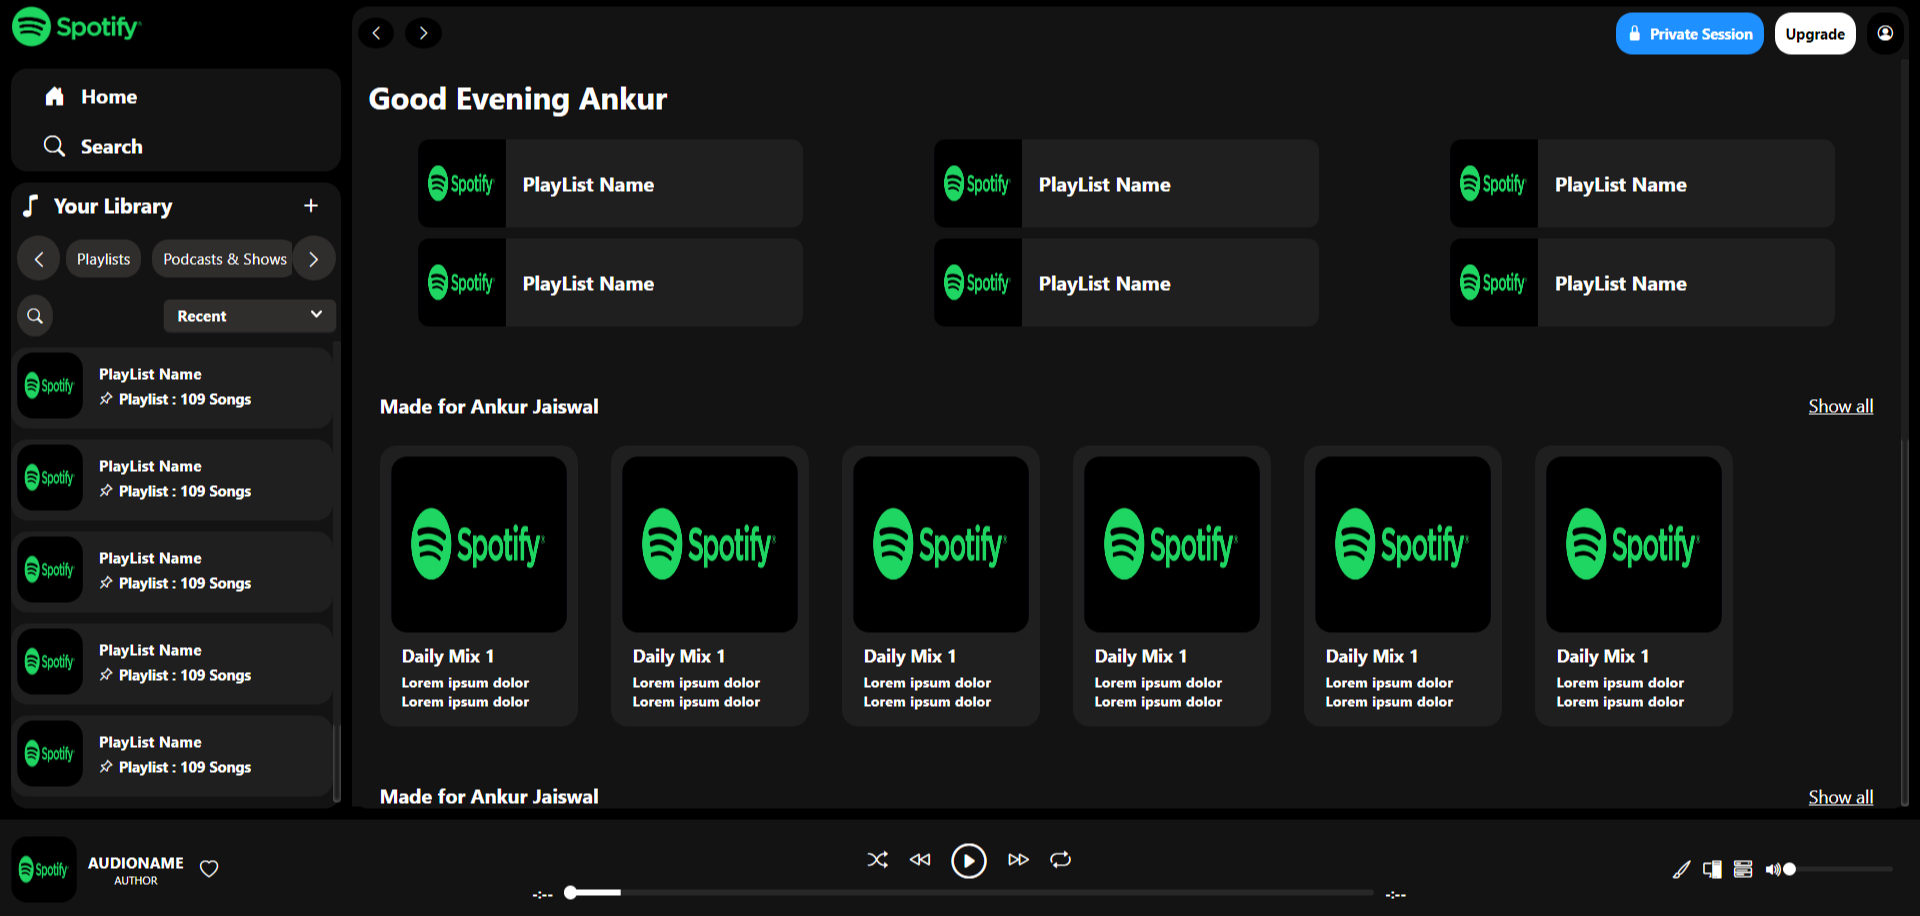 Spotify
Private Session
Upgrade
Home
Search
Good Evening Ankur
Your Library
+
Playlists
Podcasts & Shows
Recent
Spotify
PlayList Name
Playlist : 109 Songs
Spotify
PlayList Name
Playlist : 109 Songs
Spotify
PlayList Name
Playlist : 109 Songs
Spotify
PlayList Name
Playlist : 109 Songs
Spotify
PlayList Name
Playlist : 109 Songs
Spotify
PlayList Name
Spotify
PlayList Name
Spotify
PlayList Name
Spotify
PlayList Name
Spotify
PlayList Name
Spotify
PlayList Name
Made for Ankur Jaiswal
Show all
Spotify
Daily Mix 1
Lorem ipsum dolor
Lorem ipsum dolor
Spotify
Daily Mix 1
Lorem ipsum dolor
Lorem ipsum dolor
Spotify
Daily Mix 1
Lorem ipsum dolor
Lorem ipsum dolor
Spotify
Daily Mix 1
Lorem ipsum dolor
Lorem ipsum dolor
Spotify
Daily Mix 1
Lorem ipsum dolor
Lorem ipsum dolor
Spotify
Daily Mix 1
Lorem ipsum dolor
Lorem ipsum dolor
Made for Ankur Jaiswal
Show all
Spotify
AUDIONAME
AUTHOR
-:--
-:--